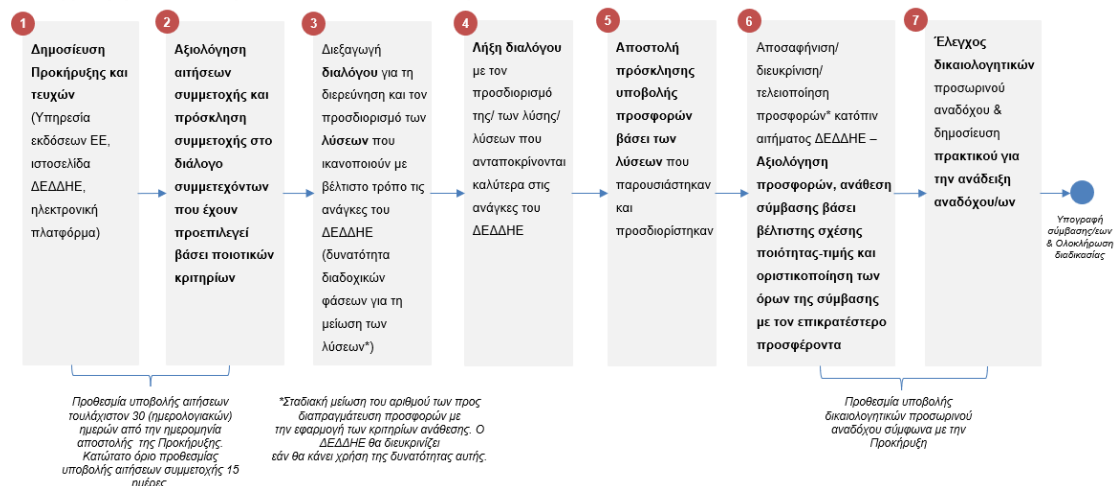 1
Δημοσίευση
Προκήρυξης και
τευχών
(Υπηρεσία
εκδόσεων ΕΕ,
ιστοσελίδα
ΔΕΔΔΗΕ,
ηλεκτρονική
πλατφόρμα)
2
Αξιολόγηση
αιτήσεων
συμμετοχής και
πρόσκληση
συμμετοχής στο
διάλογο
συμμετεχόντων
που έχουν
προεπιλεγεί
βάσει ποιοτικών
κριτηρίων
3
Διεξαγωγή
διαλόγου για τη
διερεύνηση και τον
προσδιορισμό των
λύσεων που
ικανοποιούν με
βέλτιστο τρόπο τις
ανάγκες του
ΔΕΔΔΗΕ
(δυνατότητα
διαδοχικών
φάσεων για τη
μείωση των
λύσεων*)
4
Λήξη διαλόγου
με τον
προσδιορισμό
της/ των λύσης/
λύσεων που
ανταποκρίνονται
καλύτερα στις
ανάγκες του
ΔΕΔΔΗΕ
5
Αποστολή
πρόσκλησης
υποβολής
προσφορών
βάσει των
λύσεων που
παρουσιάστηκαν
και
προσδιορίστηκαν
6
Αποσαφήνιση/
διευκρίνιση/
τελειοποίηση
προσφορών* κατόπιν
αιτήματος ΔΕΔΔΗΕ –
Αξιολόγηση
προσφορών, ανάθεση
σύμβασης βάσει
βέλτιστης σχέσης
ποιότητας-τιμής και
οριστικοποίηση των
όρων της σύμβασης
με τον επικρατέστερο
προσφέροντα
7
Έλεγχος
δικαιολογητικών
προσωρινού
αναδόχου &
δημοσίευση
πρακτικού για
την ανάδειξη
αναδόχου/ων
Υπογραφή
σύμβασης/εων
& Ολοκλήρωση
διαδικασίας
Προθεσμία υποβολής αιτήσεων
τουλάχιστον 30 (ημερολογιακών)
ημερών από την ημερομηνία
αποστολής της Προκήρυξης.
Κατώτατο όριο προθεσμίας
υποβολής αιτήσεων συμμετοχής 15
ημέρες
*Σταδιακή μείωση του αριθμού των προς
διαπραγμάτευση προσφορών με
την εφαρμογή των κριτηρίων ανάθεσης. Ο
ΔΕΔΔΗΕ θα διευκρινίζει
εάν θα κάνει χρήση της δυνατότητας αυτής.
Προθεσμία υποβολής
δικαιολογητικών προσωρινού
αναδόχου σύμφωνα με την
Προκήρυξη